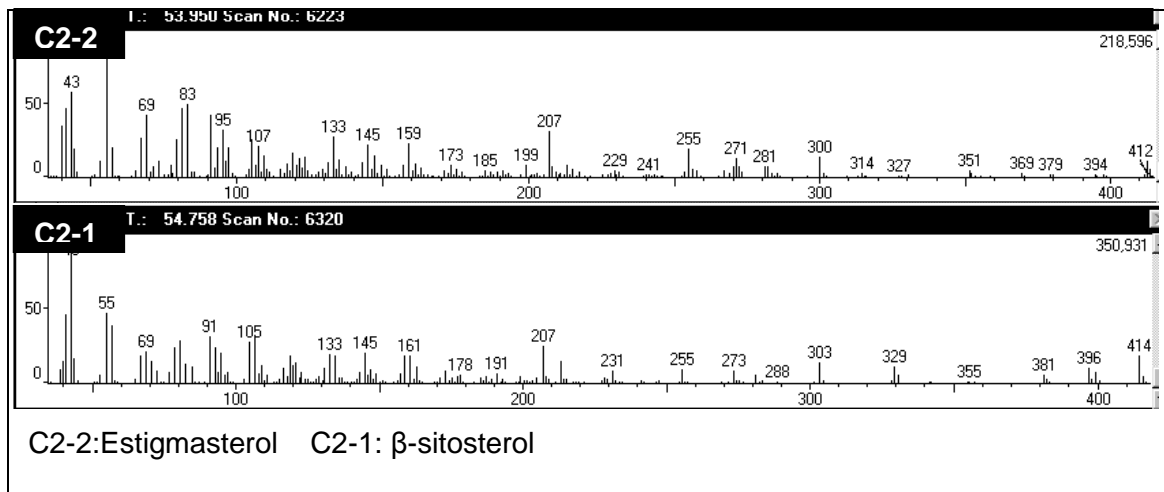 T.: 53.950 Scan No.: 6223
C2-2
218,596
50
0
43 69 83 95 107 133 145 159 173 185 199 207 229 241 255 271 281 300 314 327 351 369 379 394 412
100 200 300 400
T.: 54.758 Scan No.: 6320
C2-1
350,931
50
0
55 69 91 105 133 145 161 178 191 207 231 255 273 288 303 329 355 381 396 414
100 200 300 400
C2-2:Estigmasterol C2-1: β-sitosterol